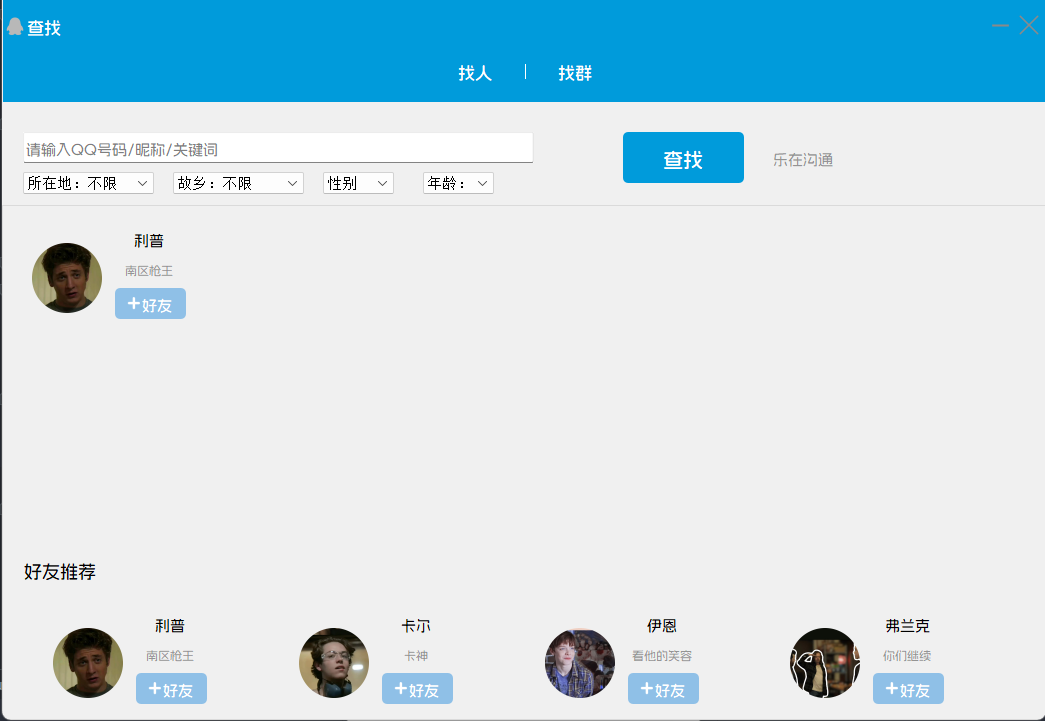 查找
找人 找群
请输入QQ号码/昵称/关键词
查找 乐在沟通
所在地：不限 故乡：不限 性别 年龄：
利普
南区枪王
+好友
好友推荐
利普 卡尔 伊恩 弗兰克
南区枪王 卡神 看他的笑容 你们继续
+好友 +好友 +好友 +好友